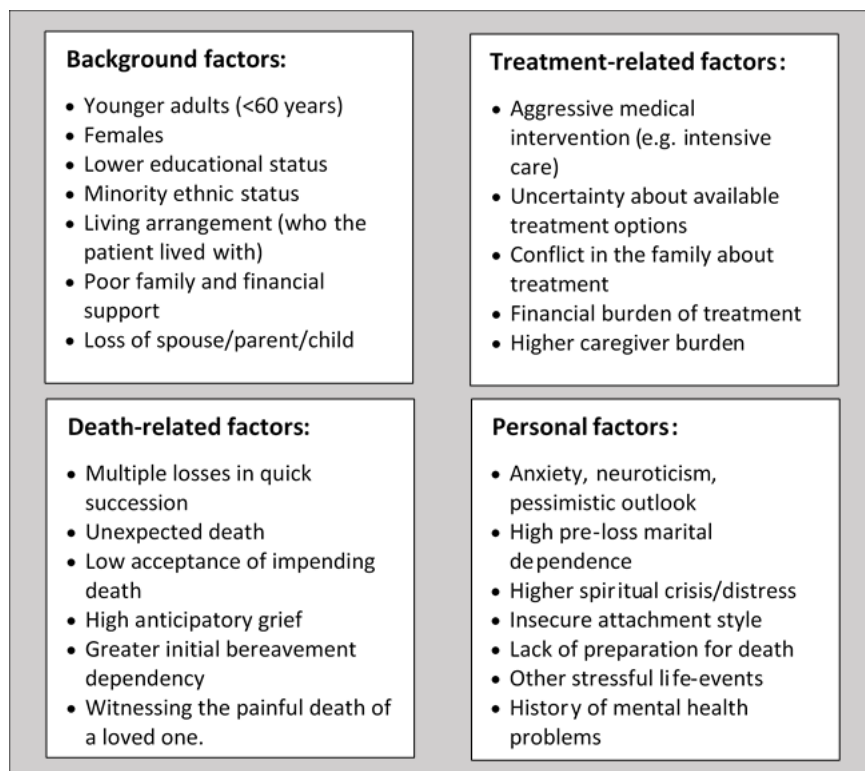 Background factors:
• Younger adults (<60 years)
• Females
• Lower educational status
• Minority ethnic status
• Living arrangement (who the
patient lived with)
• Poor family and financial
support
• Loss of spouse/parent/child
Treatment-related factors:
• Aggressive medical
intervention (e.g. intensive
care)
• Uncertainty about available
treatment options
• Conflict in the family about
treatment
• Financial burden of treatment
• Higher caregiver burden
Death-related factors:
• Multiple losses in quick
succession
• Unexpected death
• Low acceptance of impending
death
• High anticipatory grief
• Greater initial bereavement
dependency
• Witnessing the painful death of
a loved one.
Personal factors:
• Anxiety, neuroticism,
pessimistic outlook
• High pre-loss marital
dependence
• Higher spiritual crisis/distress
• Insecure attachment style
• Lack of preparation for death
• Other stressful life-events
• History of mental health
problems